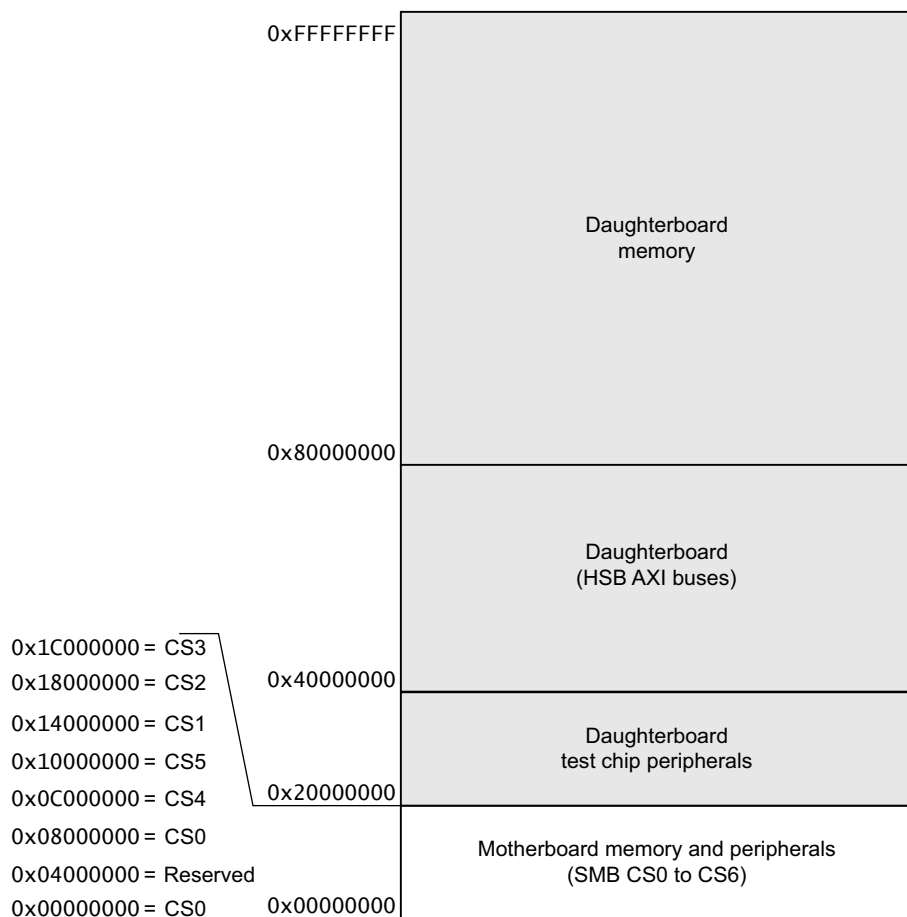 0xFFFFFFFF
Daughterboard
memory
0x80000000
Daughterboard
(HSB AXI buses)
0x1C000000 = CS3
0x18000000 = CS2
0x40000000
0x14000000 = CS1
Daughterboard
test chip peripherals
0x10000000 = CS5
0x0C000000 = CS4
0x20000000
0x08000000 = CS0
Motherboard memory and peripherals
(SMB CS0 to CS6)
0x04000000 = Reserved
0x00000000 = CS0
0x00000000